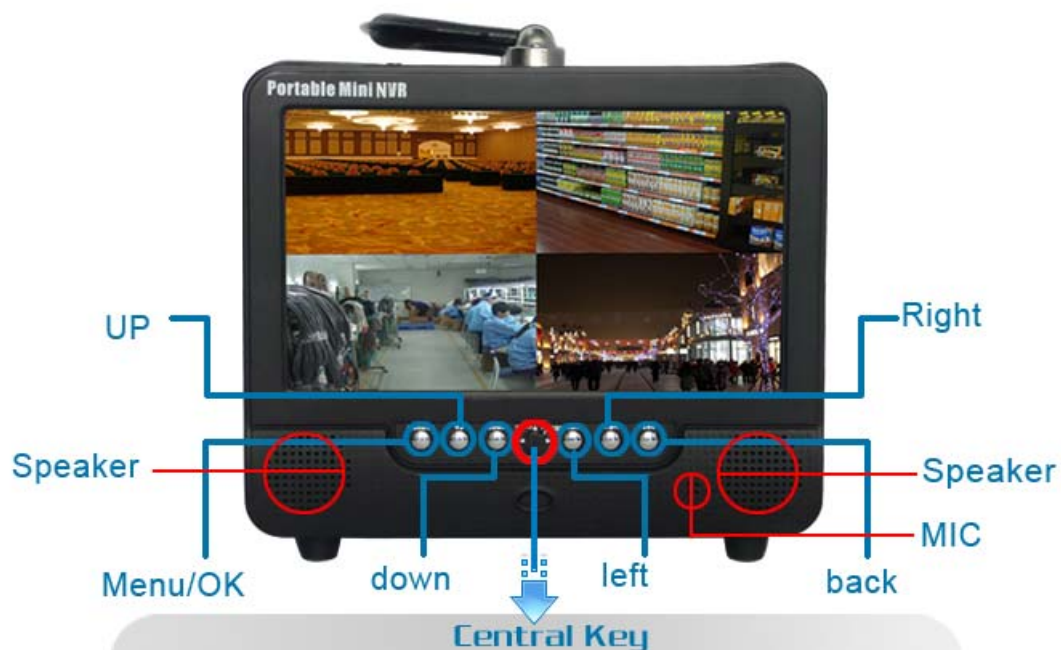 Portable Mini NVR
UP
Right
Speaker
Speaker
MIC
Menu/OK
down
left
back
Central Key